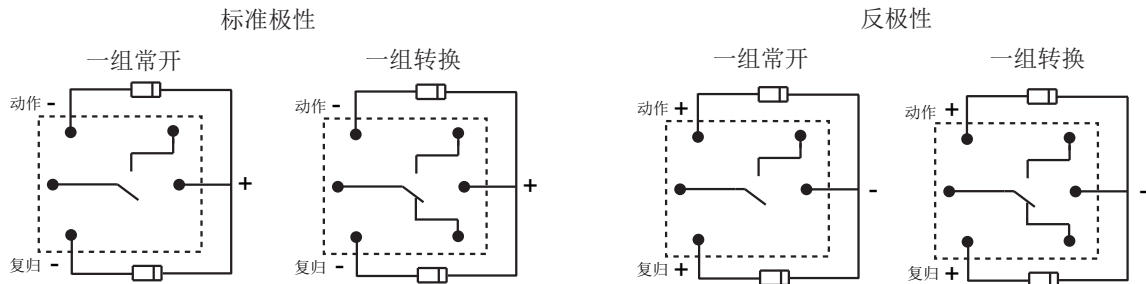 标准极性
反极性
一组常开
一组转换
一组常开
一组转换
动作 -
动作 -
动作 +
动作 +
+
+
-
-
复归 -
复归 -
复归 +
复归 +